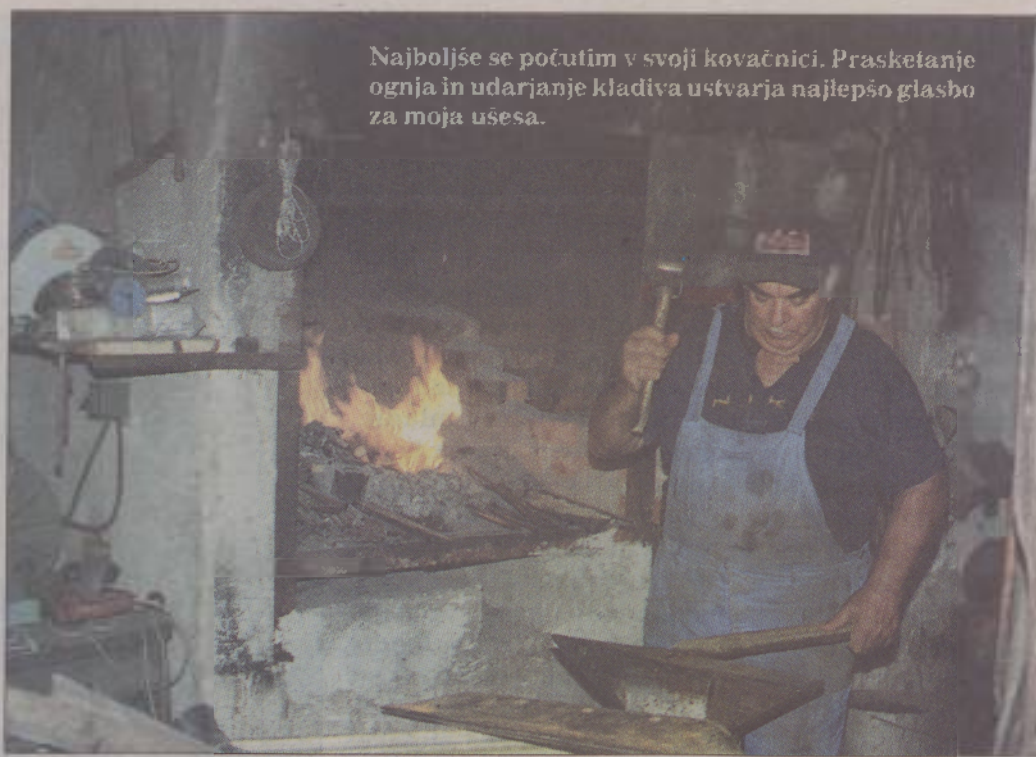 Najboljše se počutim v svoji kovačnici. Prasketanje
ognja in udarjanje kladiva ustvarja najlepšo glasbo
za moja ušesa.